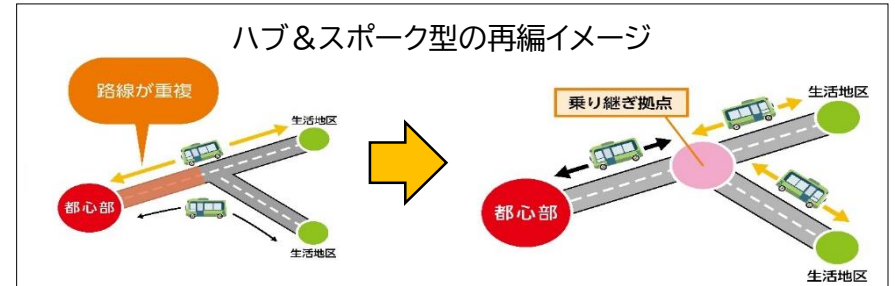 ハブ＆スポーク型の再編イメージ
路線が重複
生活地区
都心部
生活地区
乗り継ぎ拠点
生活地区
都心部
生活地区